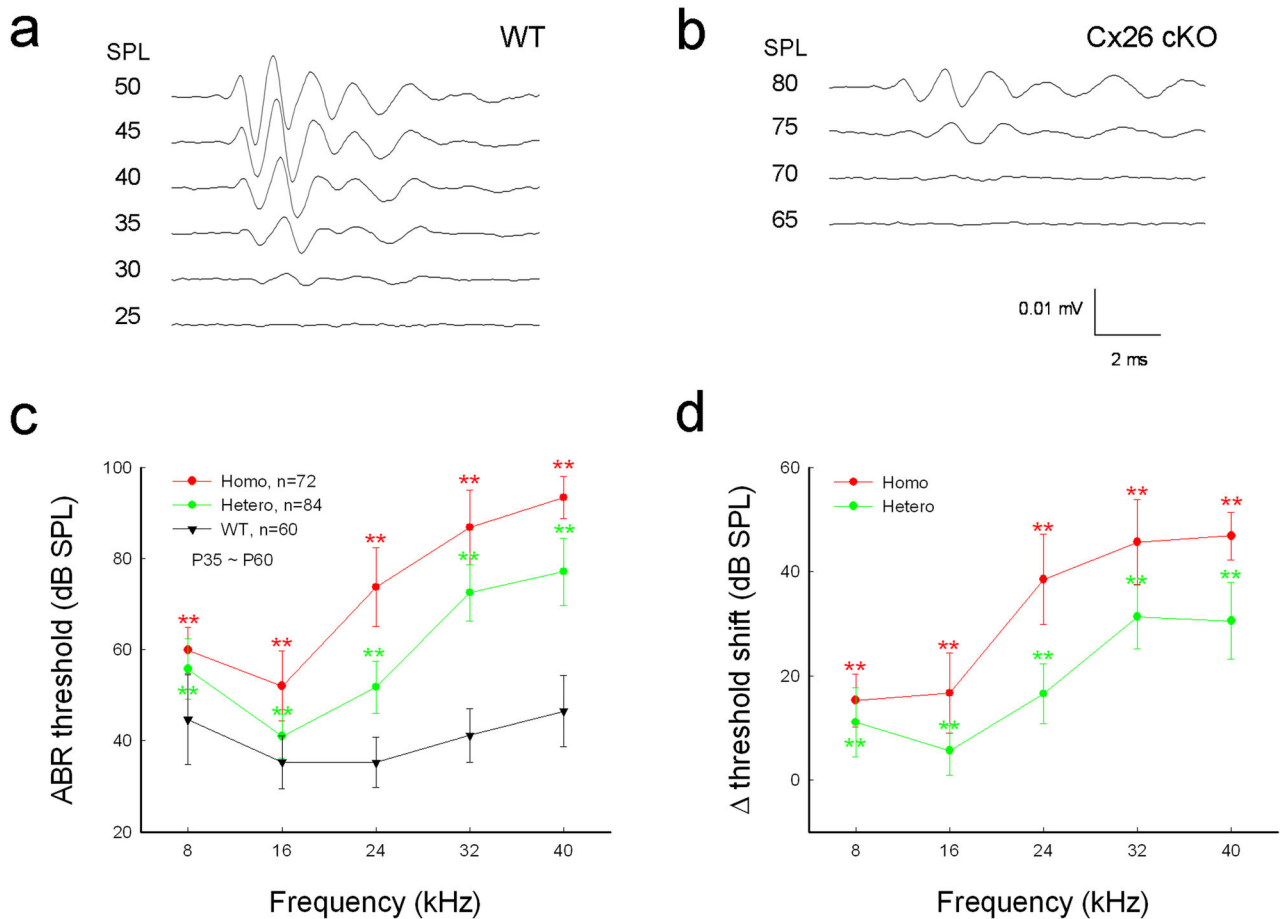 a
WT
SPL
50
45
40
35
30
25
b
Cx26 cKO
SPL
80
75
70
65
0.01 mV
2 ms
c
ABR threshold (dB SPL)
100
80
60
40
20
Homo, n=72
Hetero, n=84
WT, n=60
P35 ~ P60
** ** ** ** **
** ** ** ** **
8 16 24 32 40
Frequency (kHz)
d
Δ threshold shift (dB SPL)
60
40
20
0
Homo
Hetero
** ** ** ** **
** ** ** ** **
8 16 24 32 40
Frequency (kHz)